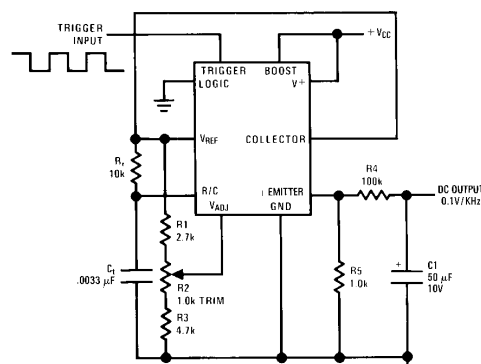 TRIGGER
INPUT
+VCC
TRIGGER
LOGIC
BOOST
V+
VREF
COLLECTOR
Rt
10k
R/C
VADJ
EMITTER
GND
R4
100k
DC OUTPUT
0.1V/KHz
R1
2.7k
Ct
.0033 μF
R2
1.0k TRIM
R3
4.7k
R5
1.0k
+
C1
50 μF
10V